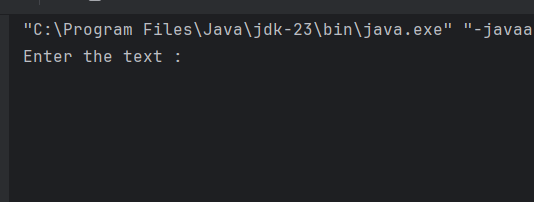 "C:\Program Files\Java\jdk-23\bin\java.exe" "-javaa
Enter the text :